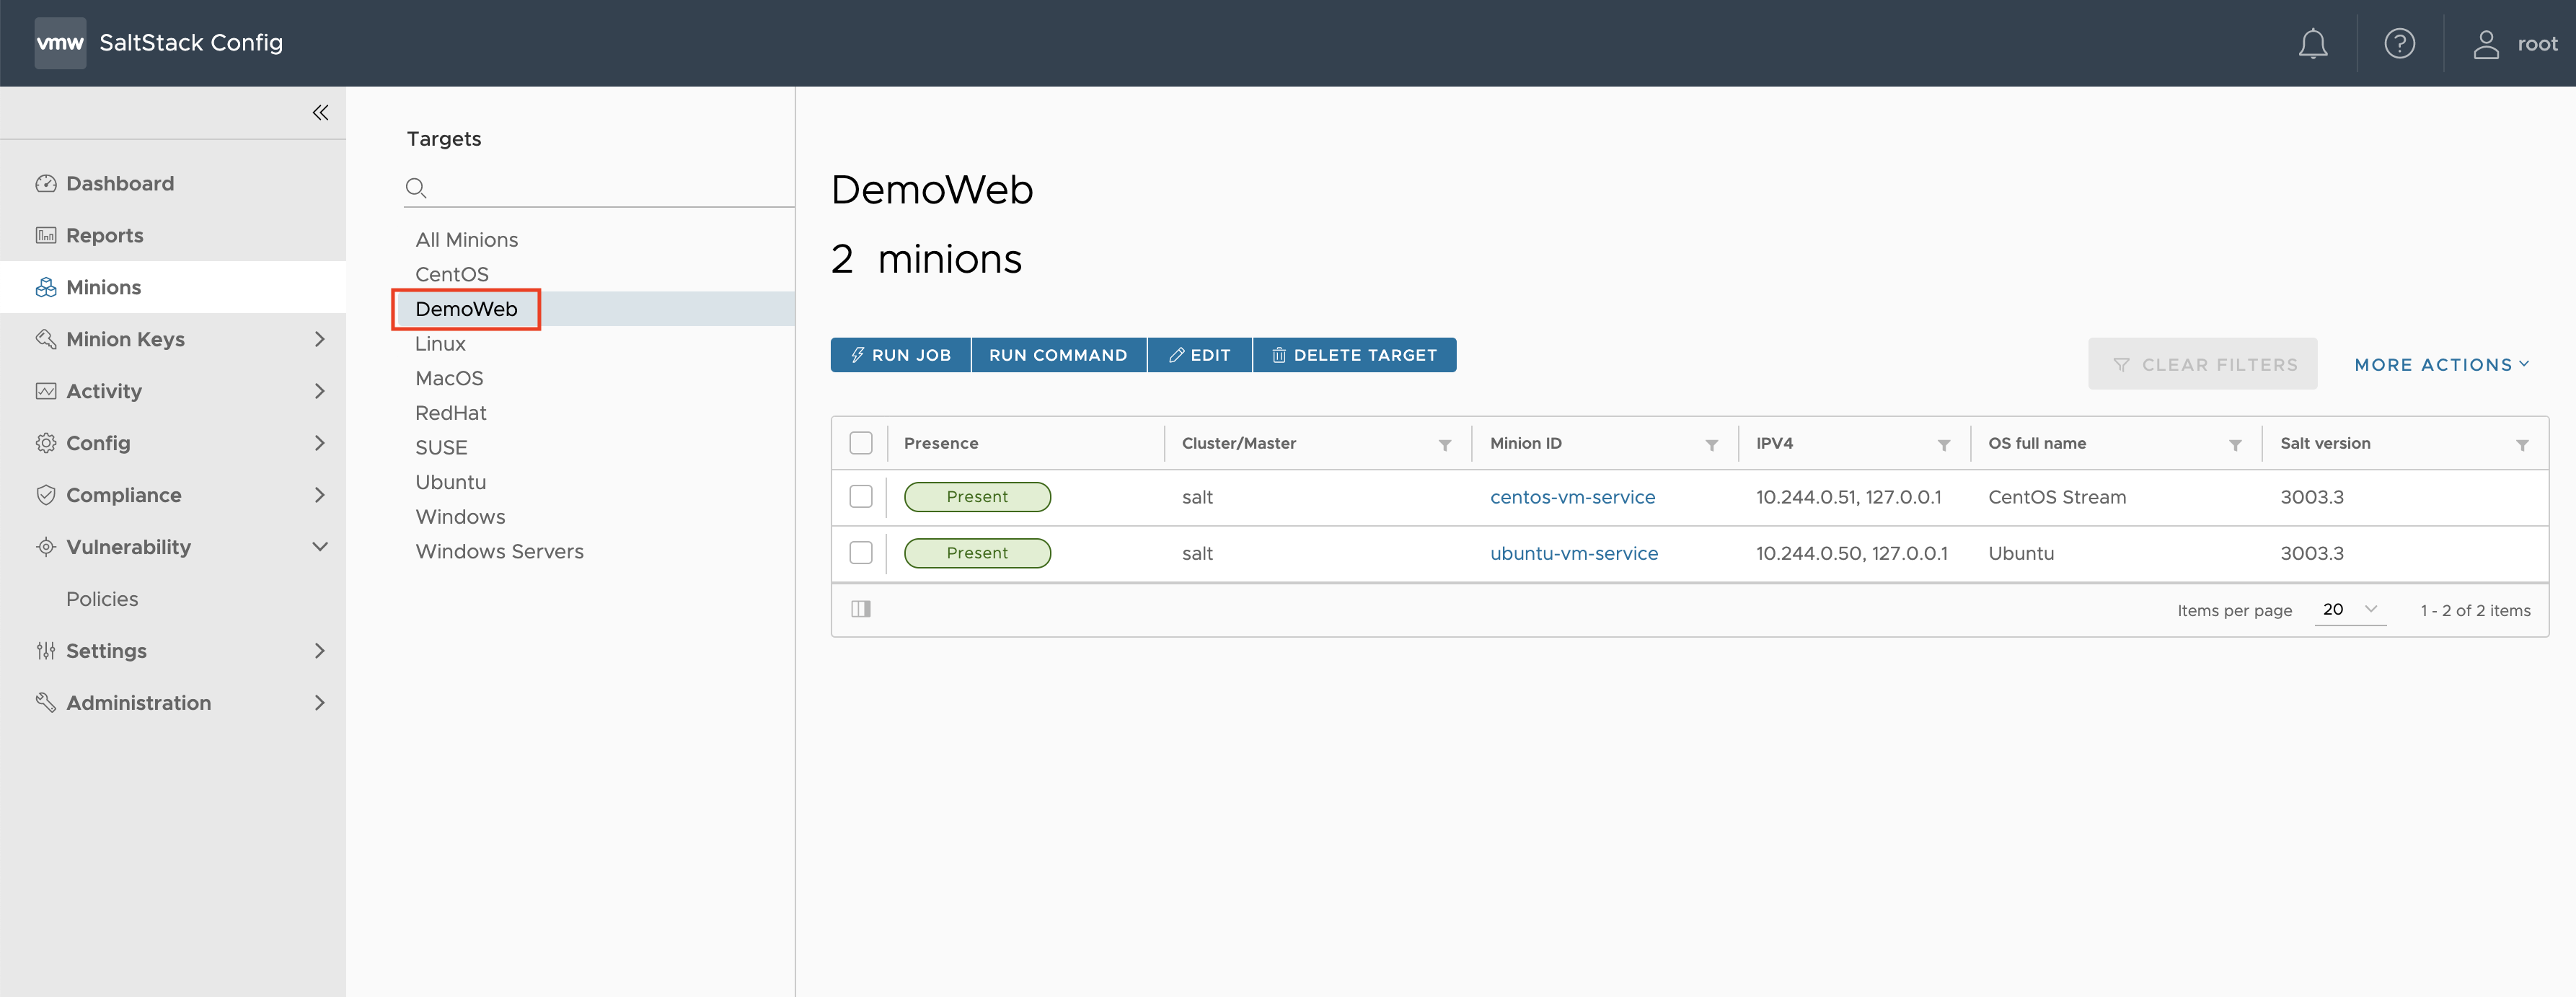 vmw SaltStack Config
root
Dashboard
Reports
Minions
Minion Keys
Activity
Config
Compliance
Vulnerability
Policies
Settings
Administration
Targets
All Minions
CentOS
DemoWeb
Linux
MacOS
RedHat
SUSE
Ubuntu
Windows
Windows Servers
DemoWeb
2 minions
RUN JOB RUN COMMAND EDIT DELETE TARGET
CLEAR FILTERS MORE ACTIONS
Presence Cluster/Master Minion ID IPV4 OS full name Salt version
Present salt centos-vm-service 10.244.0.51, 127.0.0.1 CentOS Stream 3003.3
Present salt ubuntu-vm-service 10.244.0.50, 127.0.0.1 Ubuntu 3003.3
Items per page 20 1 - 2 of 2 items